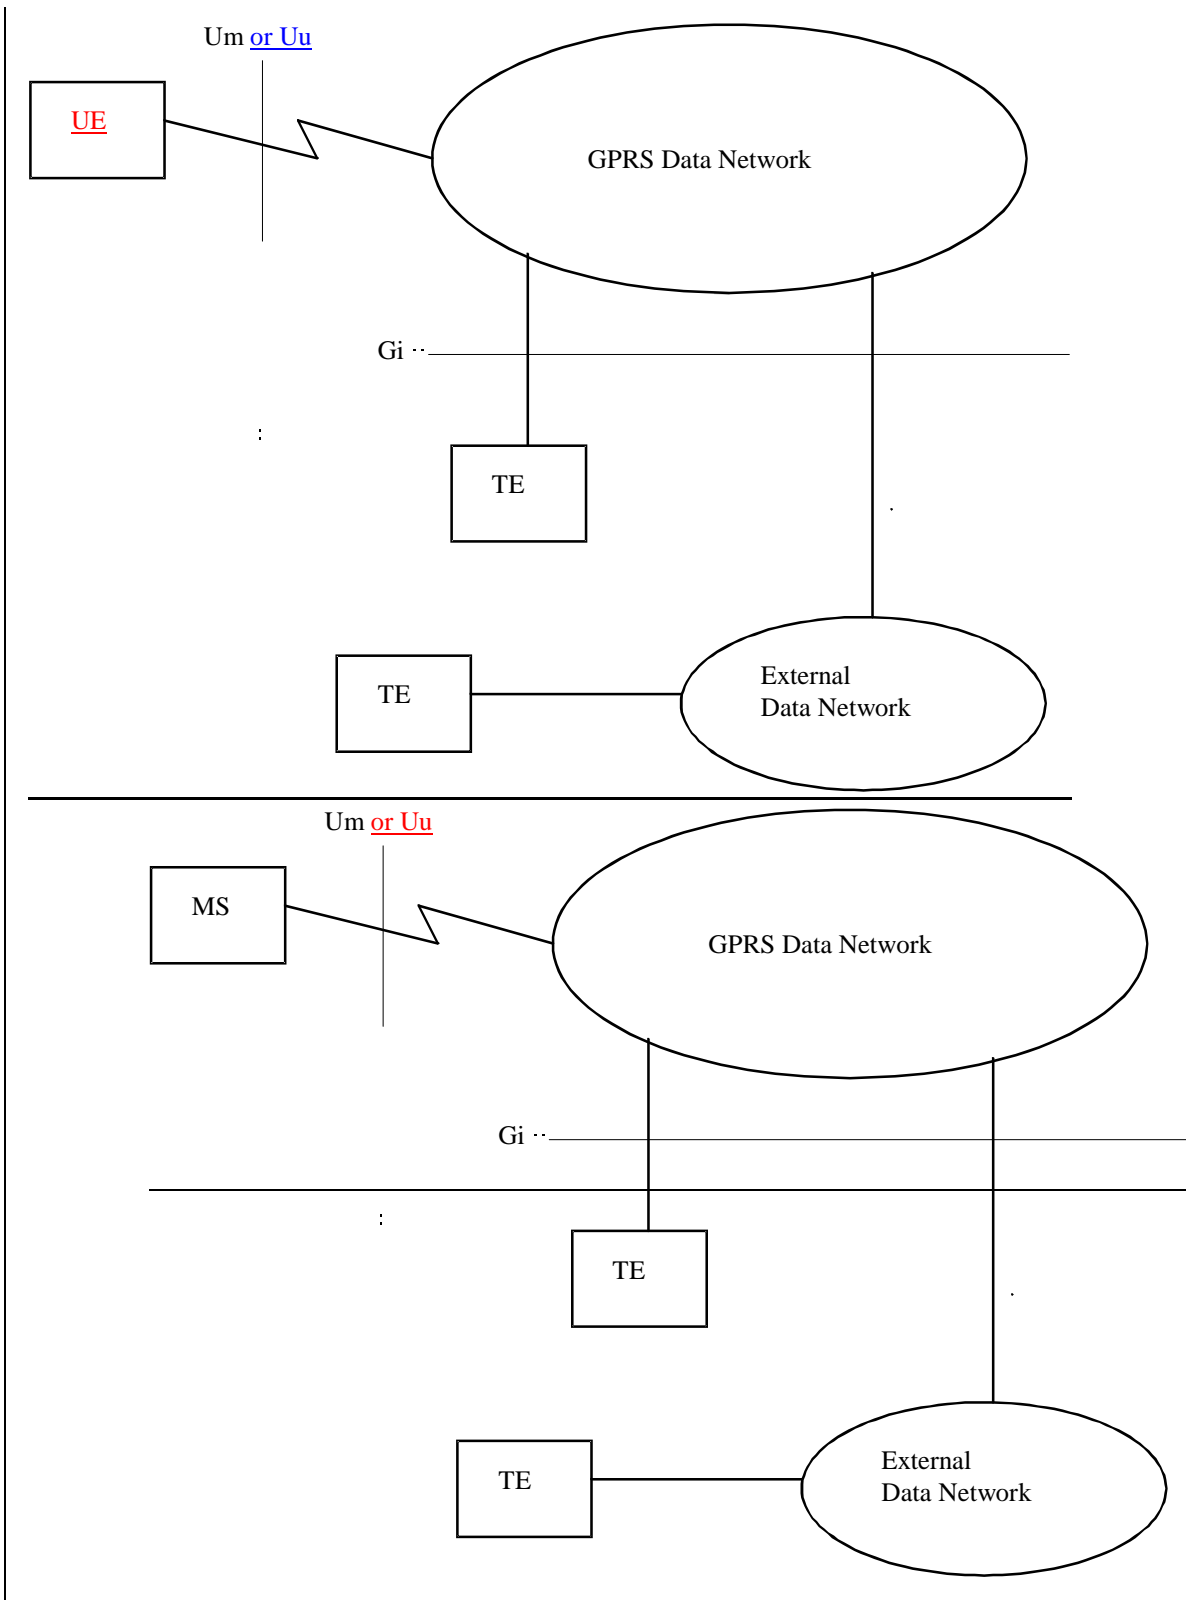 Um or Uu
UE
GPRS Data Network
Gi
TE
External
Data Network
TE
Um or Uu
MS
GPRS Data Network
Gi
TE
External
Data Network
TE